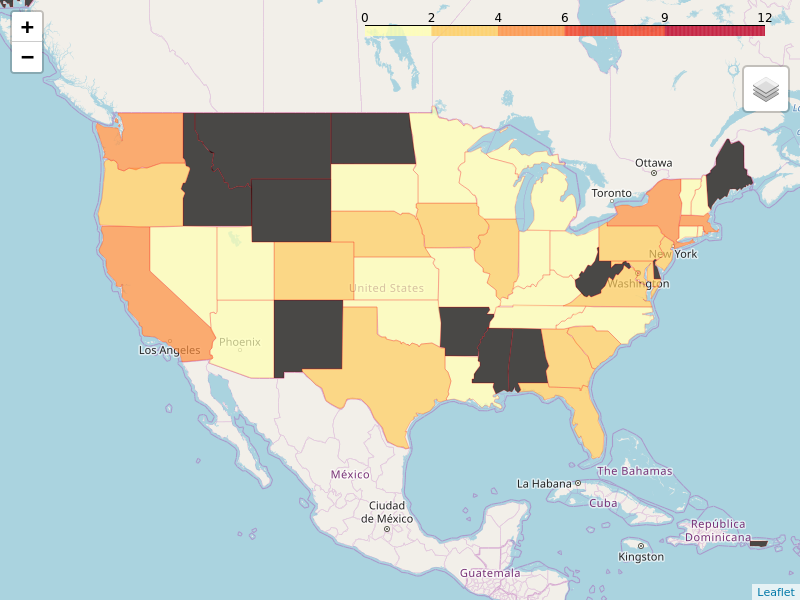 +
−
0 2 4 6 9 12
Ottawa
Toronto
New York
Washington
United States
Phoenix
Los Angeles
The Bahamas
México
La Habana
Cuba
Ciudad
de México
República
Dominicana
Kingston
Guatemala
Leaflet